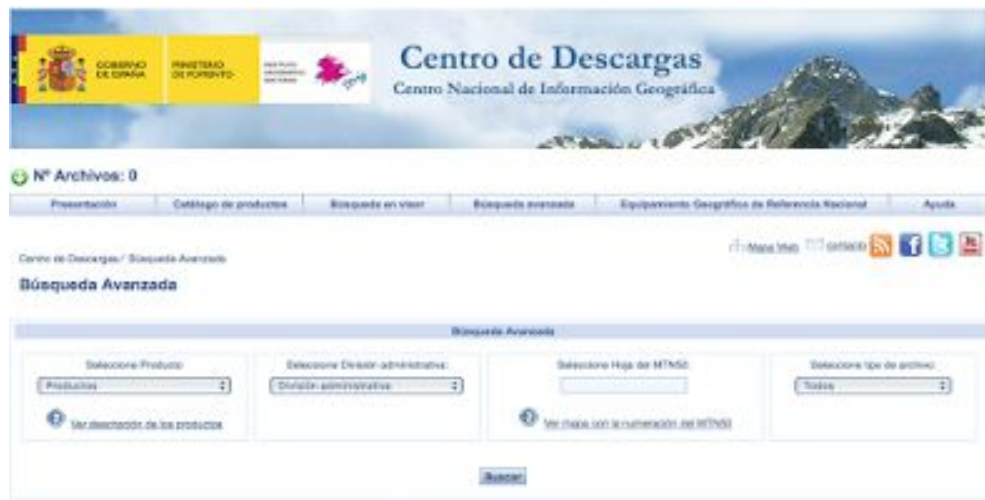 GOBIERNO DE ESPAÑA
MINISTERIO DE FOMENTO
Centro de Descargas
Centro Nacional de Información Geográfica
Nº Archivos: 0
Presentación Catálogo de productos Búsqueda en visor Búsqueda avanzada Equipamiento Geográfico de Referencia Nacional Ayuda
Mapa Web contacto
Centro de Descargas/ Búsqueda Avanzada
Búsqueda Avanzada
Búsqueda Avanzada
Seleccione Producto: Seleccione División administrativa: Seleccione Hoja del MTN50: Seleccione tipo de archivo:
Productos División administrativa Todos
Ver descripción de los productos Ver mapa con la numeración del MTN50
Buscar